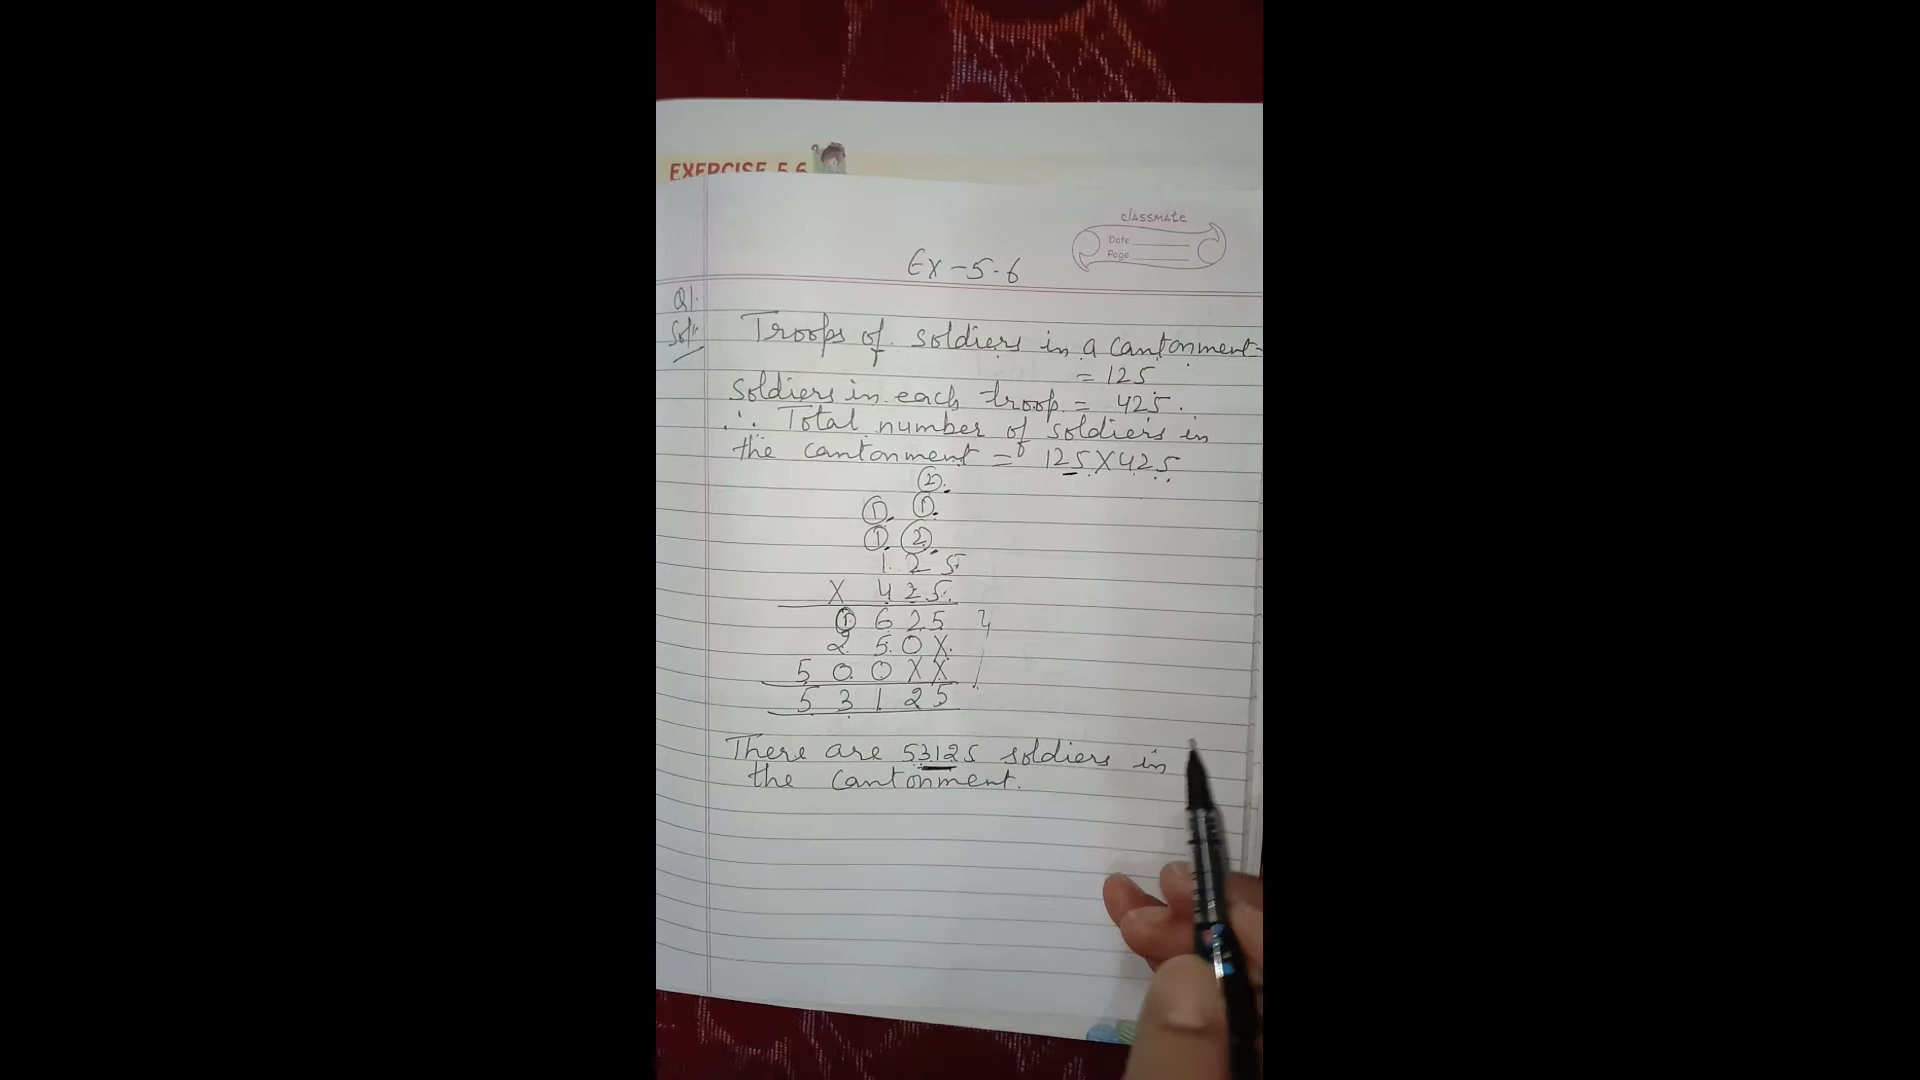 EXERCISE 5.6
classmate
Date
Page
Ex-5.6
Q1.
Sol:- Troops of soldiers in a cantonment
= 125
Soldiers in each troop = 425
∴ Total number of soldiers in
the cantonment = 125X425
②
① ①
① ②
1 2 5
X 4 2 5
① 6 2 5
2 5 0 X
5 0 0 X X
5 3 1 2 5
There are 53125 soldiers in
the cantonment.